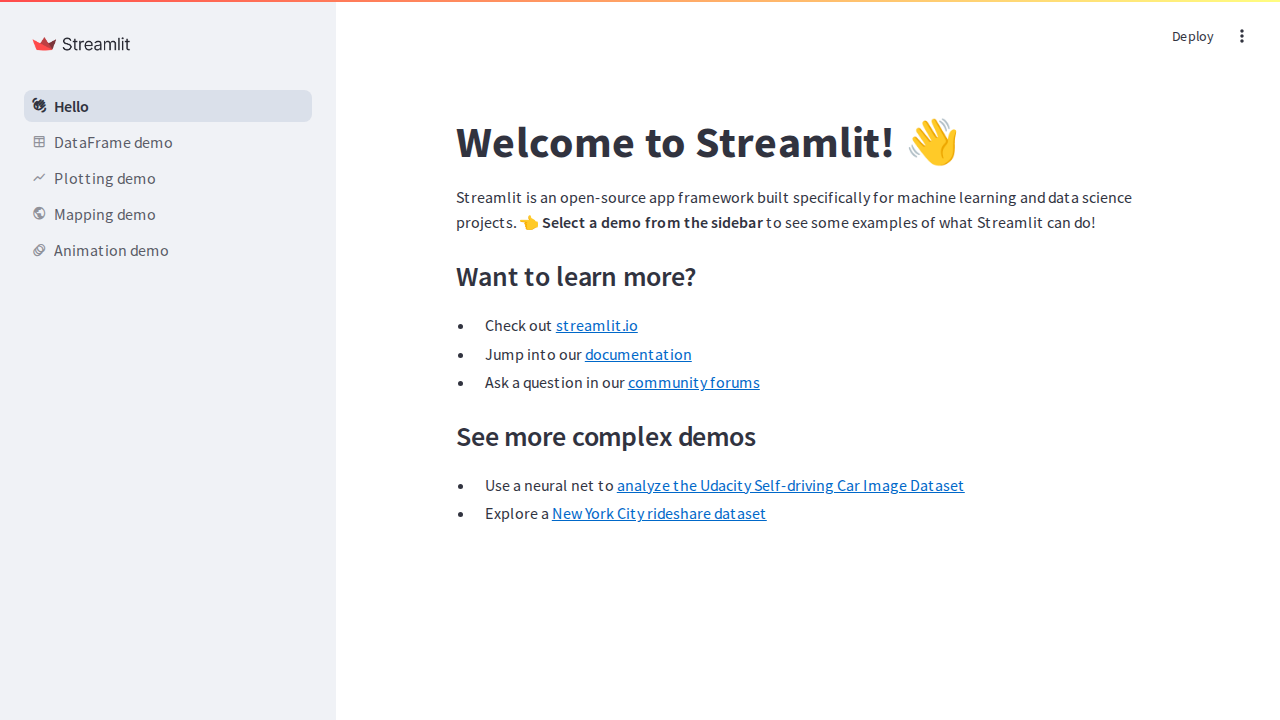 Streamlit
Deploy
Hello
DataFrame demo
Plotting demo
Mapping demo
Animation demo
Welcome to Streamlit! 👋
Streamlit is an open-source app framework built specifically for machine learning and data science
projects. 👈 Select a demo from the sidebar to see some examples of what Streamlit can do!
Want to learn more?
• Check out streamlit.io
• Jump into our documentation
• Ask a question in our community forums
See more complex demos
• Use a neural net to analyze the Udacity Self-driving Car Image Dataset
• Explore a New York City rideshare dataset